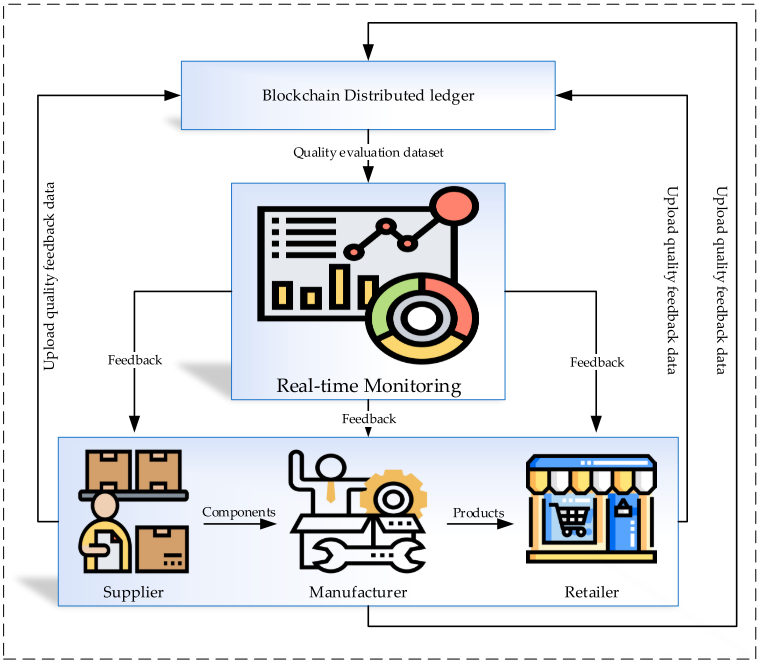 Blockchain Distributed ledger
Quality evaluation dataset
Upload quality feedback data
Upload quality feedback data
Upload quality feedback data
Real-time Monitoring
Feedback
Feedback
Feedback
Components
Products
Supplier
Manufacturer
Retailer